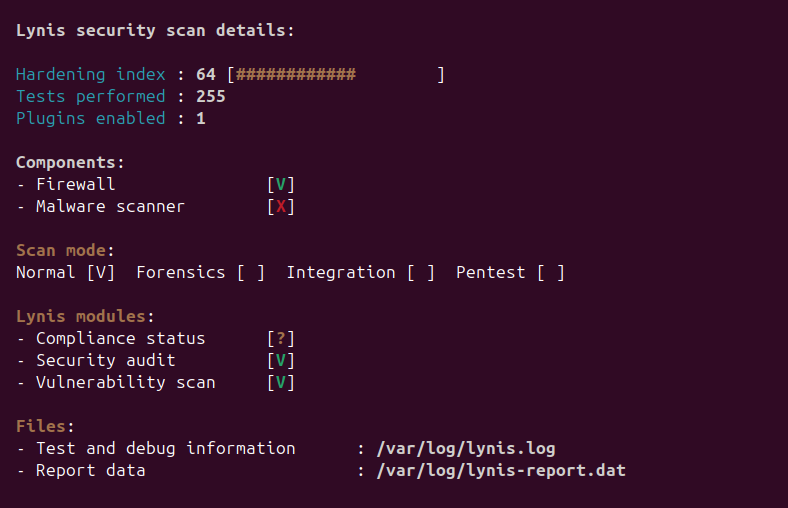 Lynis security scan details:
Hardening index : 64 [############        ]
Tests performed : 255
Plugins enabled : 1
Components:
- Firewall               [V]
- Malware scanner        [X]
Scan mode:
Normal [V]  Forensics [ ]  Integration [ ]  Pentest [ ]
Lynis modules:
- Compliance status      [?]
- Security audit         [V]
- Vulnerability scan     [V]
Files:
- Test and debug information      : /var/log/lynis.log
- Report data                     : /var/log/lynis-report.dat